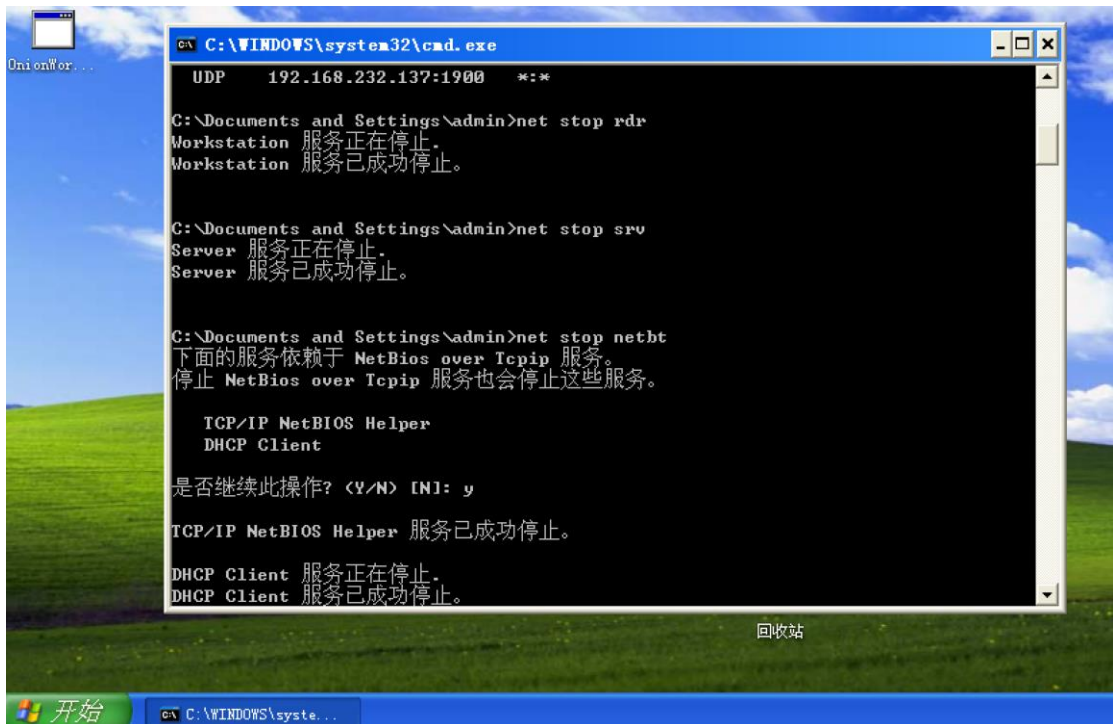 OnionWor...
C:\WINDOWS\system32\cmd.exe
UDP 192.168.232.137:1900 *:*
C:\Documents and Settings\admin>net stop rdr
Workstation 服务正在停止.
Workstation 服务已成功停止。
C:\Documents and Settings\admin>net stop srv
Server 服务正在停止.
Server 服务已成功停止。
C:\Documents and Settings\admin>net stop netbt
下面的服务依赖于 NetBios over Tcpip 服务。
停止 NetBios over Tcpip 服务也会停止这些服务。
TCP/IP NetBIOS Helper
DHCP Client
是否继续此操作? (Y/N) [N]: y
TCP/IP NetBIOS Helper 服务已成功停止。
DHCP Client 服务正在停止.
DHCP Client 服务已成功停止。
回收站
开始
C:\WINDOWS\syste...